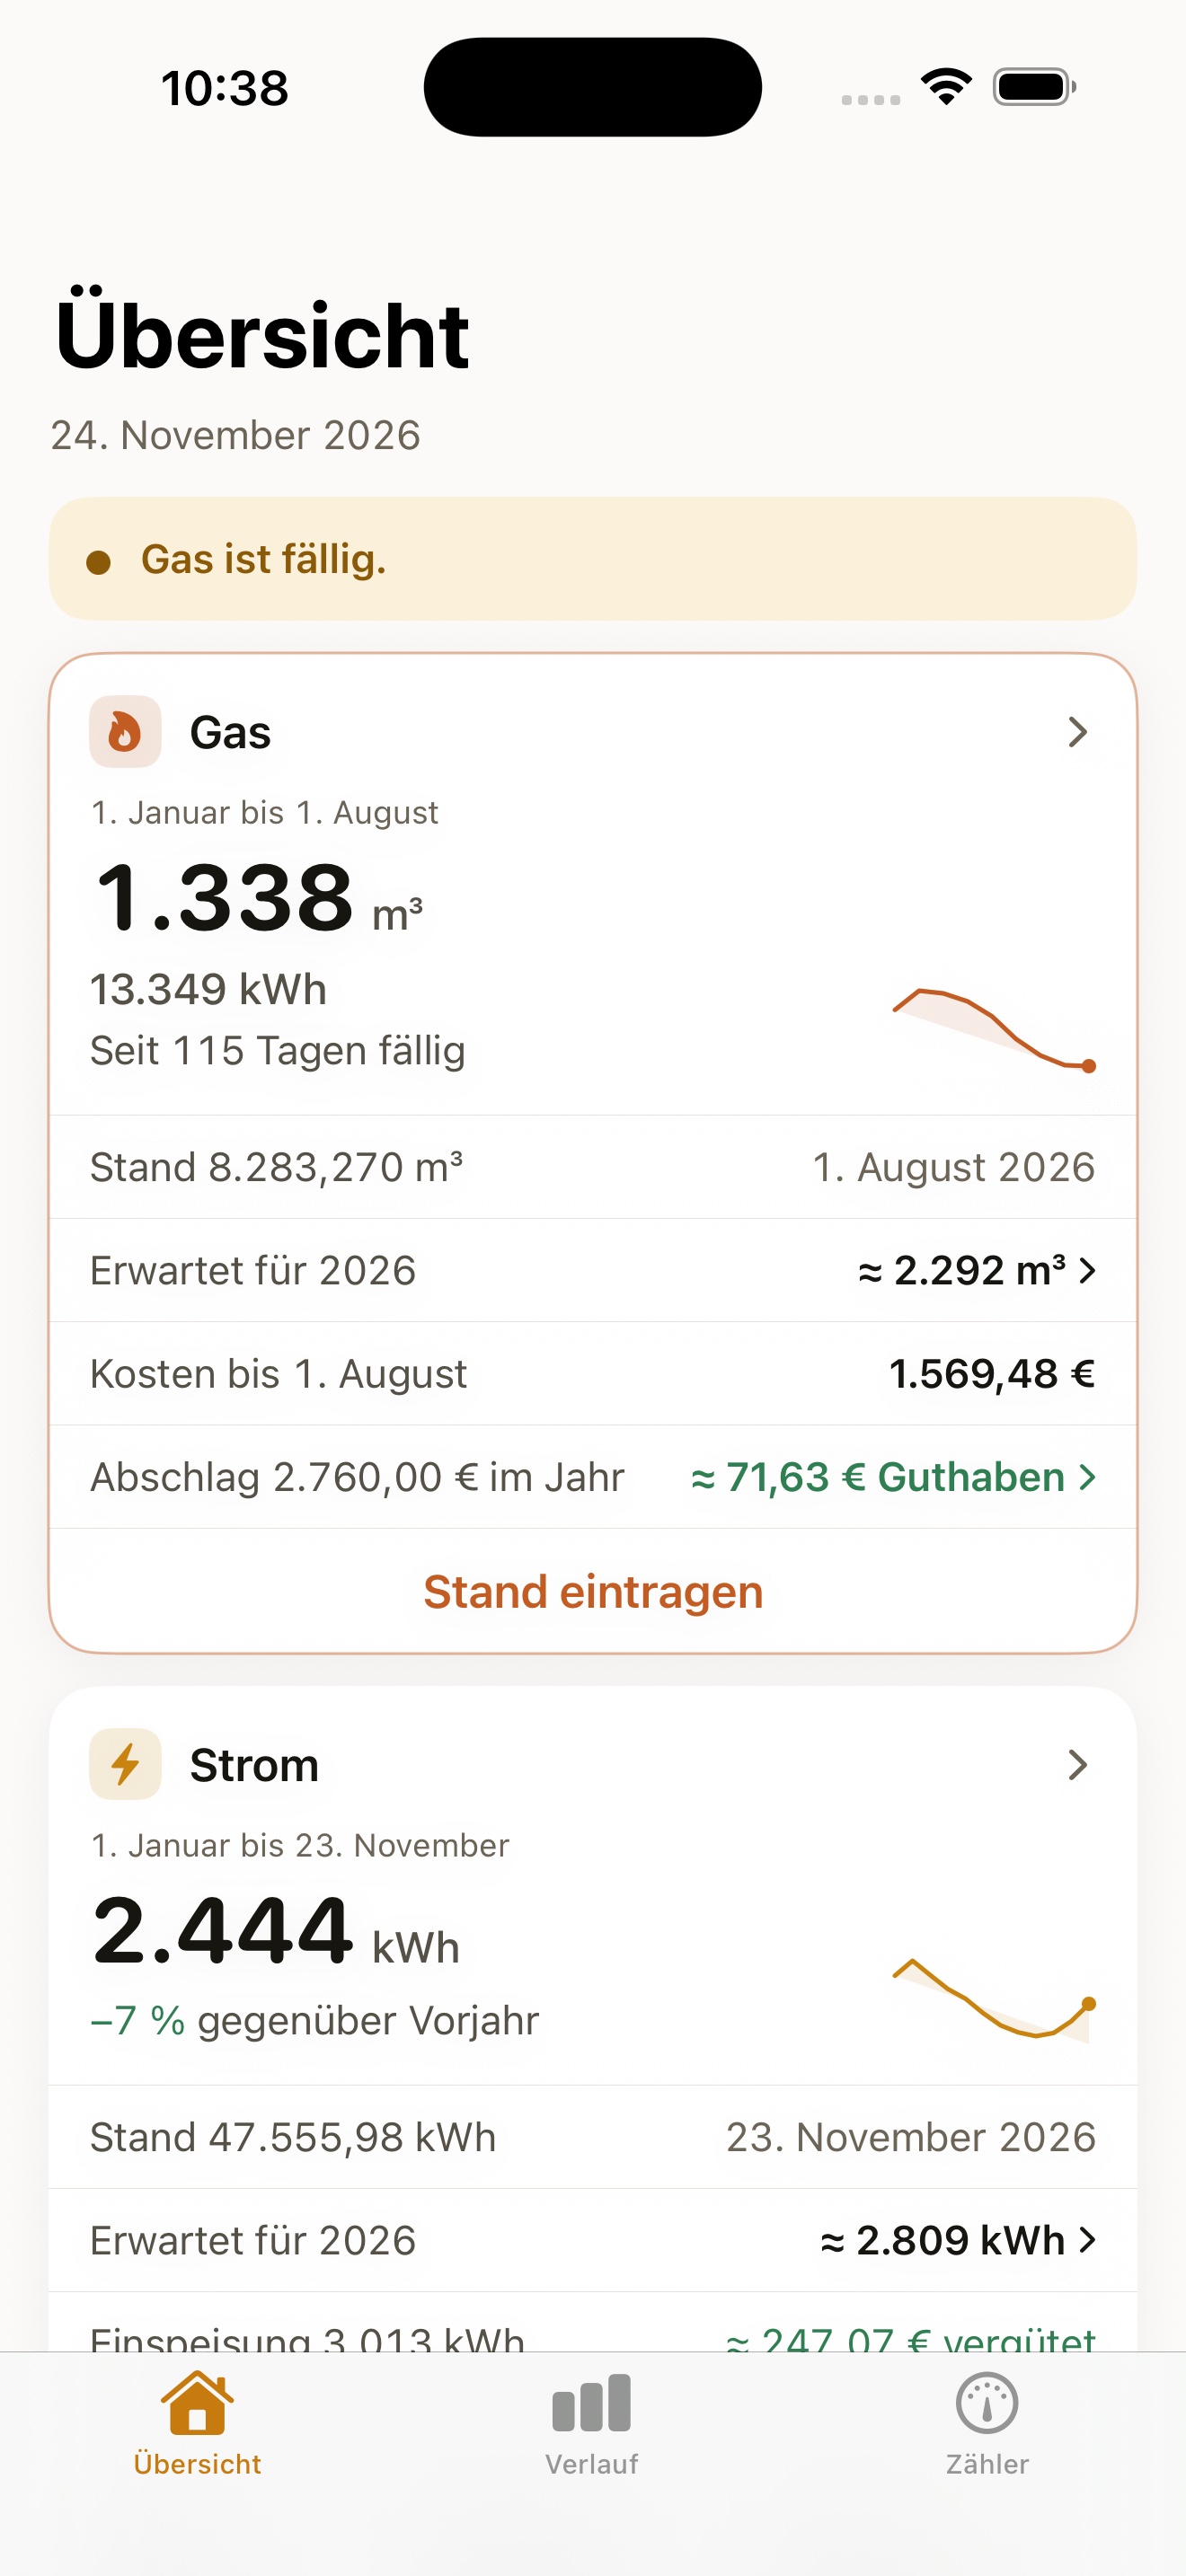 10:38
Übersicht
24. November 2026
Gas ist fällig.
Gas
1. Januar bis 1. August
1.338 m³
13.349 kWh
Seit 115 Tagen fällig
Stand 8.283,270 m³ 1. August 2026
Erwartet für 2026 ≈ 2.292 m³
Kosten bis 1. August 1.569,48 €
Abschlag 2.760,00 € im Jahr ≈ 71,63 € Guthaben
Stand eintragen
Strom
1. Januar bis 23. November
2.444 kWh
−7 % gegenüber Vorjahr
Stand 47.555,98 kWh 23. November 2026
Erwartet für 2026 ≈ 2.809 kWh
Einspeisung 3.013 kWh ≈ 247,07 € vergütet
Übersicht Verlauf Zähler